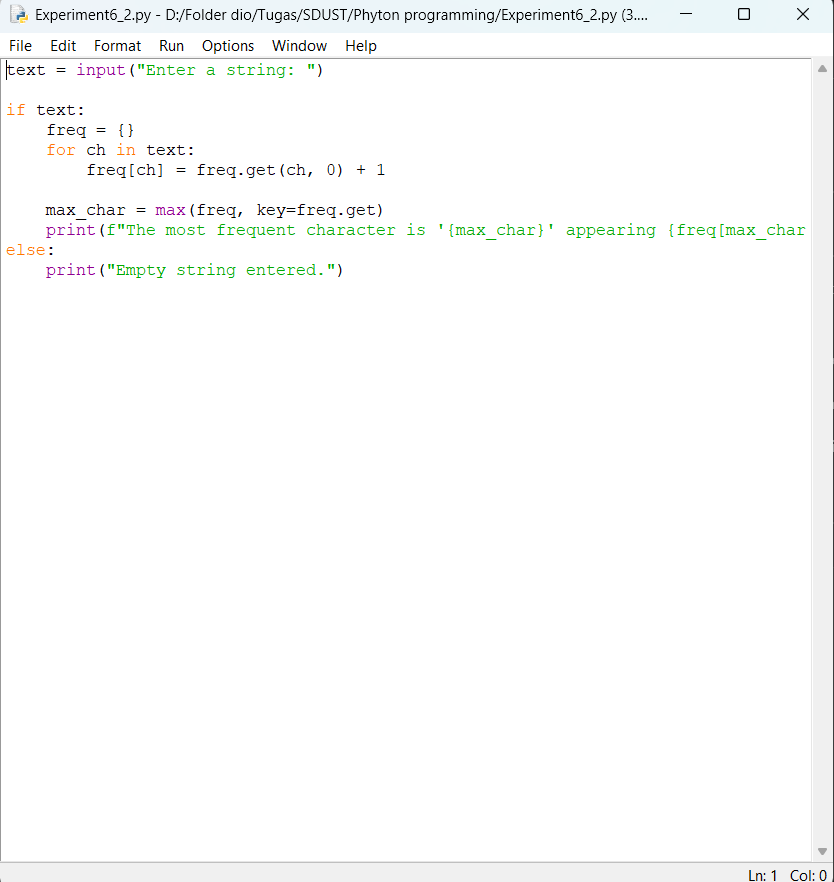 Experiment6_2.py - D:/Folder dio/Tugas/SDUST/Phyton programming/Experiment6_2.py (3....
File Edit Format Run Options Window Help
text = input("Enter a string: ")
if text:
    freq = {}
    for ch in text:
        freq[ch] = freq.get(ch, 0) + 1
    max_char = max(freq, key=freq.get)
    print(f"The most frequent character is '{max_char}' appearing {freq[max_char
else:
    print("Empty string entered.")
Ln: 1 Col: 0